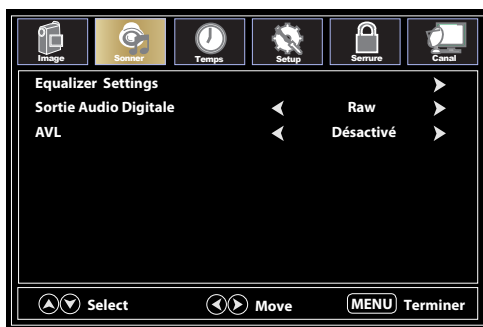 Image Sonner Temps Setup Serrure Canal
Equalizer Settings
Sortie Audio Digitale Raw
AVL Désactivé
Select Move MENU Terminer